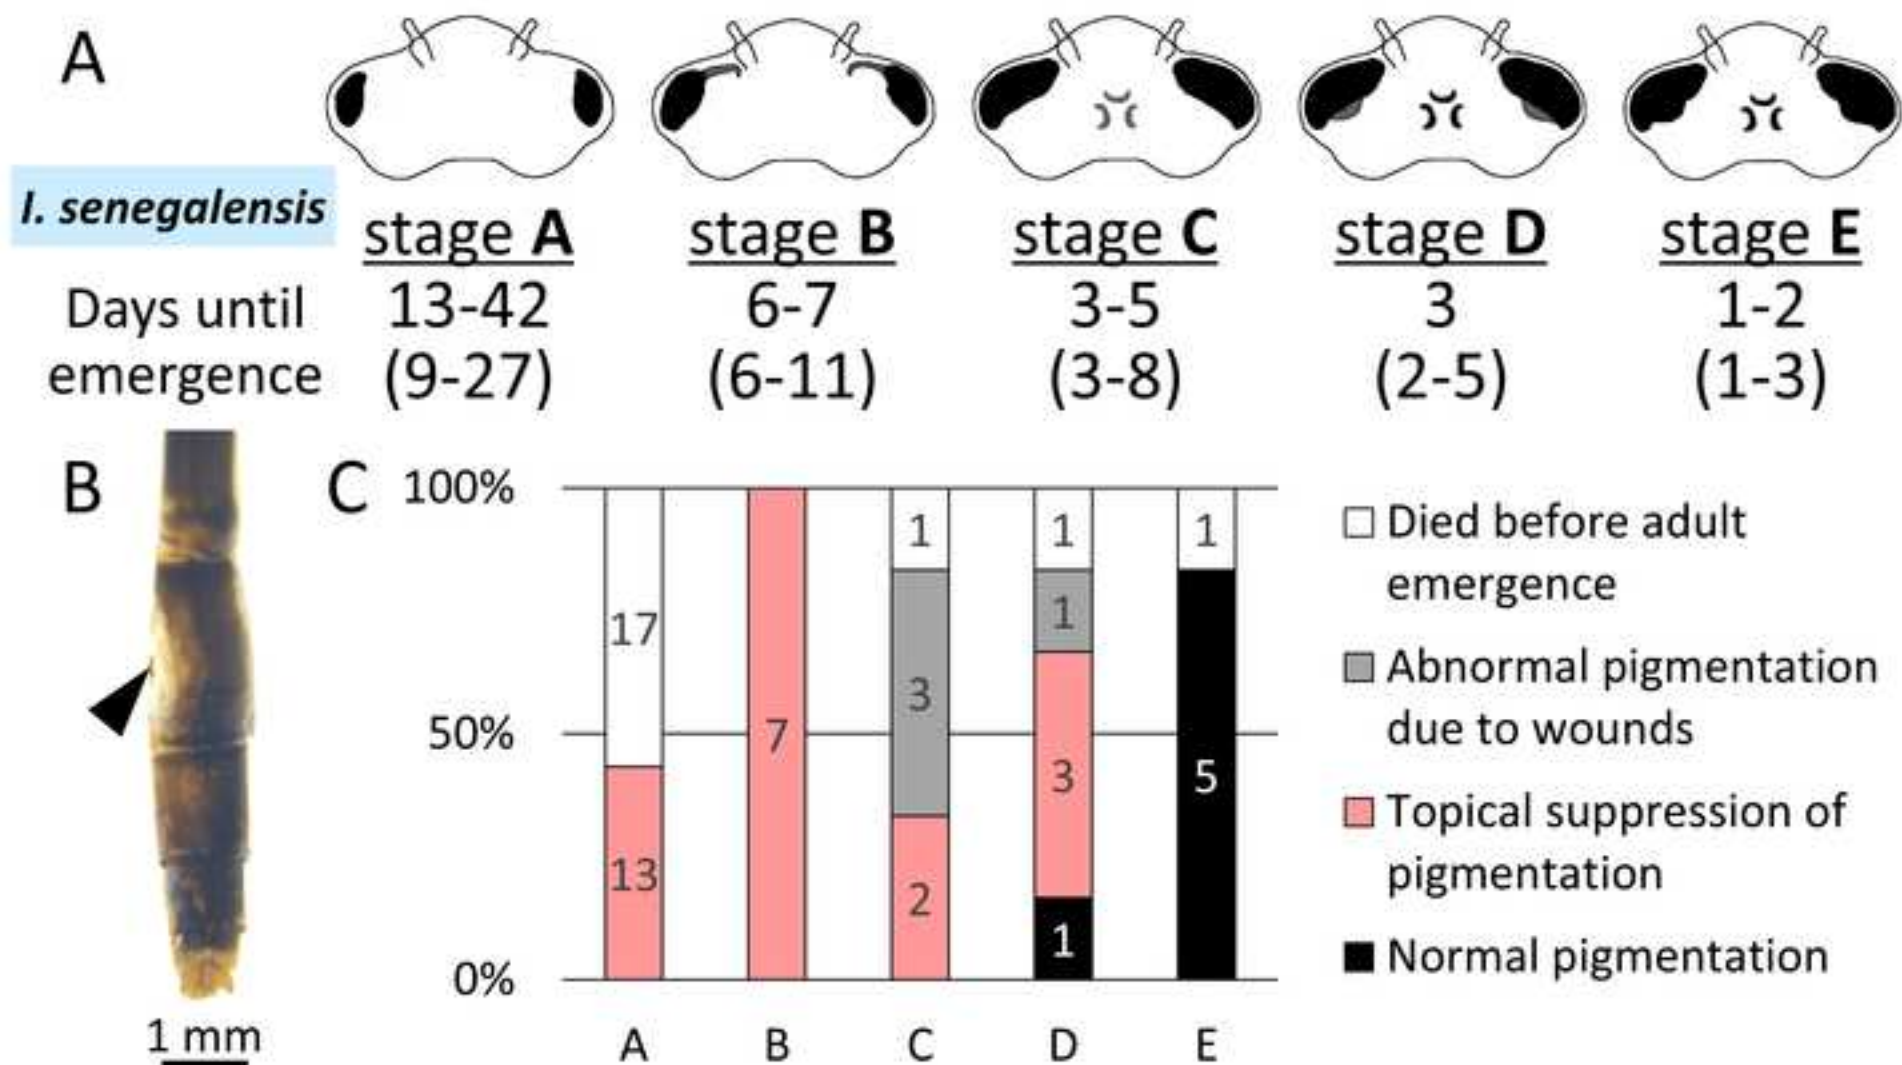 A
I. senegalensis
stage A stage B stage C stage D stage E
Days until emergence
13-42 6-7 3-5 3 1-2
(9-27) (6-11) (3-8) (2-5) (1-3)
B
1 mm
C
100%
50%
0%
17
13
7
1
3
2
1
1
3
1
1
5
A B C D E
Died before adult
emergence
Abnormal pigmentation
due to wounds
Topical suppression of
pigmentation
Normal pigmentation